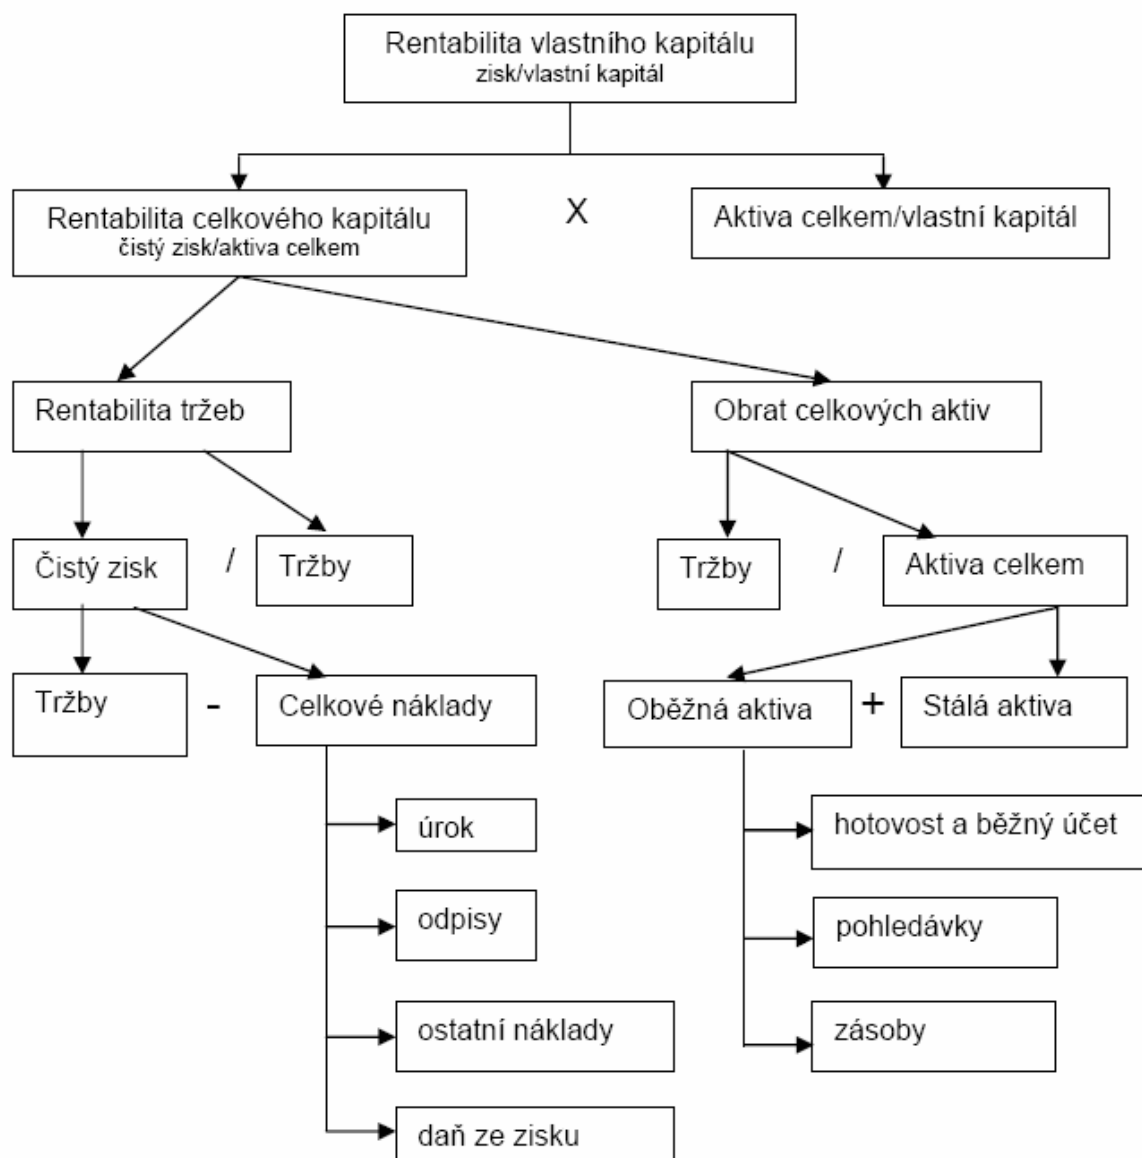 Rentabilita vlastního kapitálu
zisk/vlastní kapitál
Rentabilita celkového kapitálu
čistý zisk/aktiva celkem
X
Aktiva celkem/vlastní kapitál
Rentabilita tržeb
Obrat celkových aktiv
Čistý zisk
/
Tržby
Tržby
/
Aktiva celkem
Tržby
-
Celkové náklady
Oběžná aktiva
+
Stálá aktiva
úrok
hotovost a běžný účet
odpisy
pohledávky
ostatní náklady
zásoby
daň ze zisku